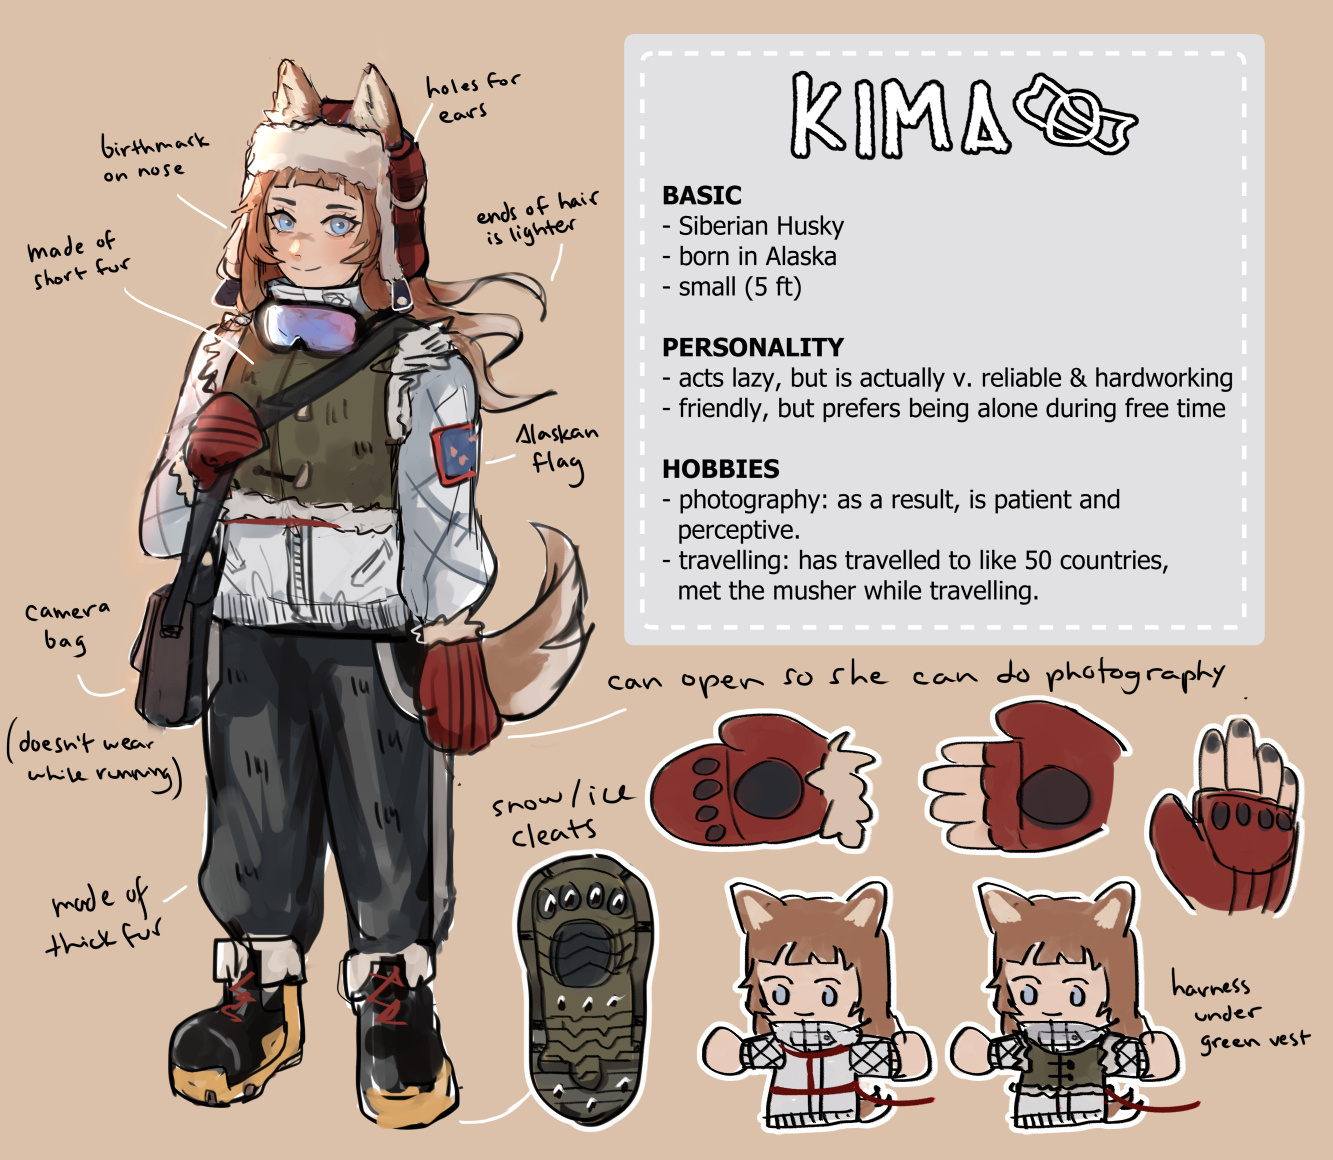 holes for
ears
birthmark
on nose
ends of hair
is lighter
made of
short fur
Alaskan
flag
camera
bag
(doesn't wear
while running)
made of
thick fur
KIMA
BASIC
- Siberian Husky
- born in Alaska
- small (5 ft)
PERSONALITY
- acts lazy, but is actually v. reliable & hardworking
- friendly, but prefers being alone during free time
HOBBIES
- photography: as a result, is patient and
perceptive.
- travelling: has travelled to like 50 countries,
met the musher while travelling.
can open so she can do photography
snow/ice
cleats
harness
under
green vest